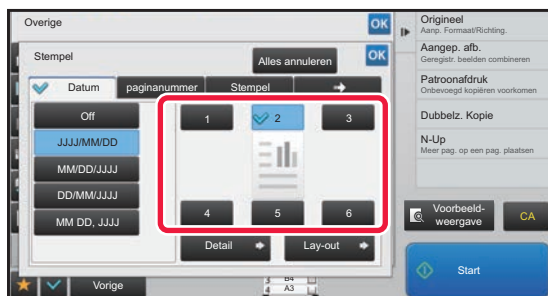 Overige
OK
Stempel
Alles annuleren
OK
Datum
paginanummer
Stempel
Off
JJJJ/MM/DD
MM/DD/JJJJ
DD/MM/JJJJ
MM DD, JJJJ
1
2
3
4
5
6
Detail
Lay-out
Vorige
3 B4
4 A3
Origineel
Aanp. Formaat/Richting.
Aangep. afb.
Geregistr. beelden combineren
Patroonafdruk
Onbevoegd kopiëren voorkomen
Dubbelz. Kopie
N-Up
Meer pag. op een pag. plaatsen
Voorbeeld-
weergave
CA
Start